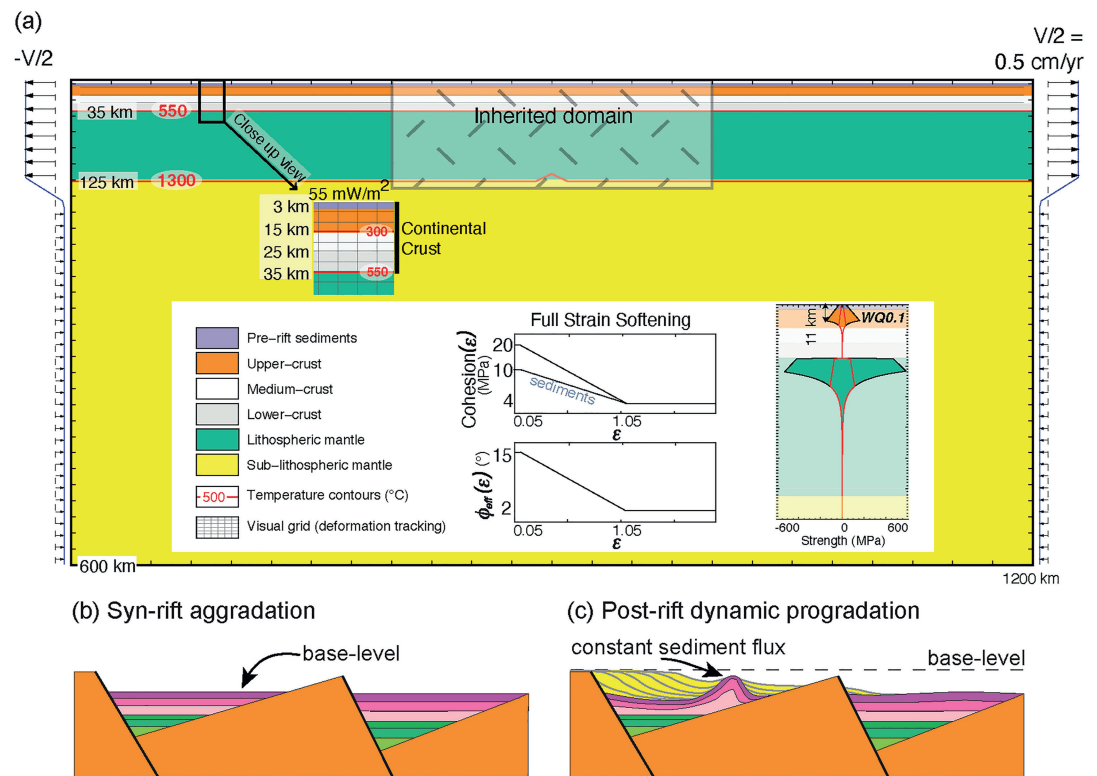 (a)
-V/2
V/2 =
0.5 cm/yr
35 km
550
Inherited domain
Close up view
125 km
1300
55 mW/m2
3 km
15 km
300
25 km
35 km
550
Continental
Crust
Pre-rift sediments
Upper-crust
Medium-crust
Lower-crust
Lithospheric mantle
Sub-lithospheric mantle
500
Temperature contours (°C)
Visual grid (deformation tracking)
Full Strain Softening
Cohesion(ε)
(MPa)
20
10
4
sediments
0.05
1.05
ε
ϕeff(ε) (°)
15
2
0.05
1.05
ε
11 km
WQ0.1
-600
0
600
Strength (MPa)
600 km
1200 km
(b) Syn-rift aggradation
base-level
(c) Post-rift dynamic progradation
constant sediment flux
base-level